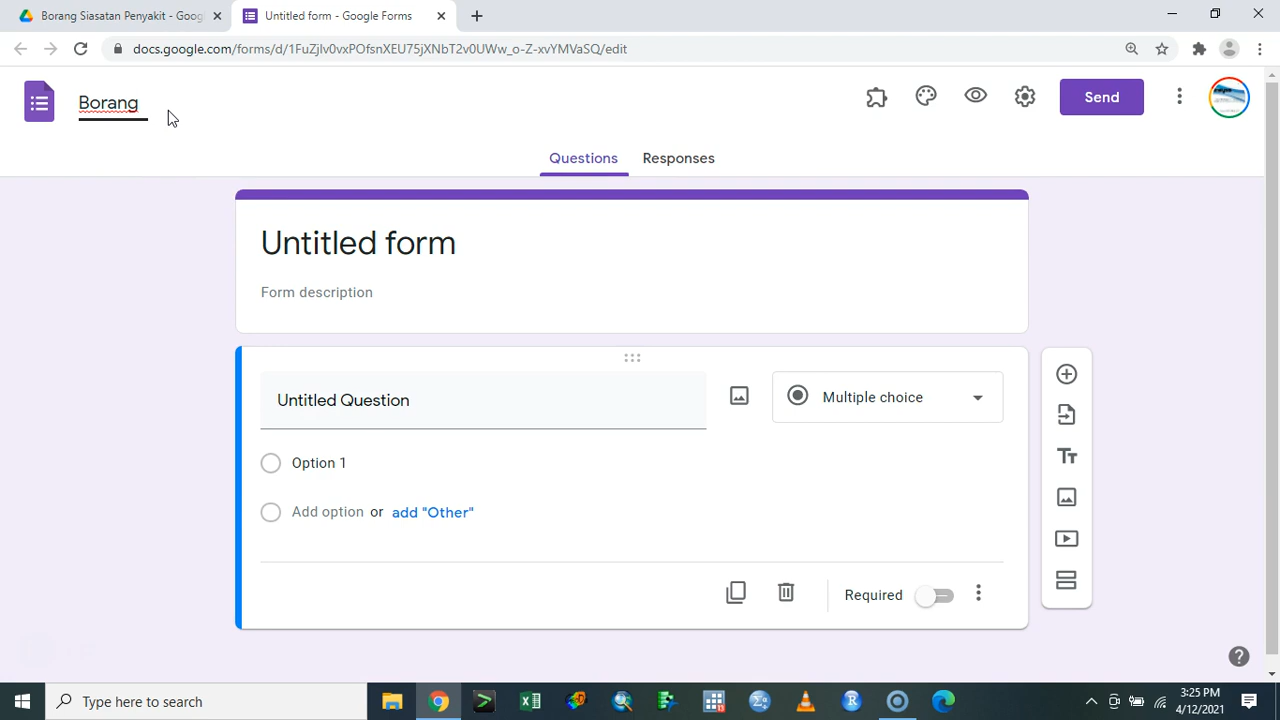 Borang Siasatan Penyakit - Goog
Untitled form - Google Forms
docs.google.com/forms/d/1FuZjIv0vxPOfsnXEU75jXNbT2v0UWw_o-Z-xvYMVaSQ/edit
Borang
Send
Questions
Responses
Untitled form
Form description
Untitled Question
Multiple choice
Option 1
Add option or add "Other"
Required
Type here to search
3:25 PM
4/12/2021